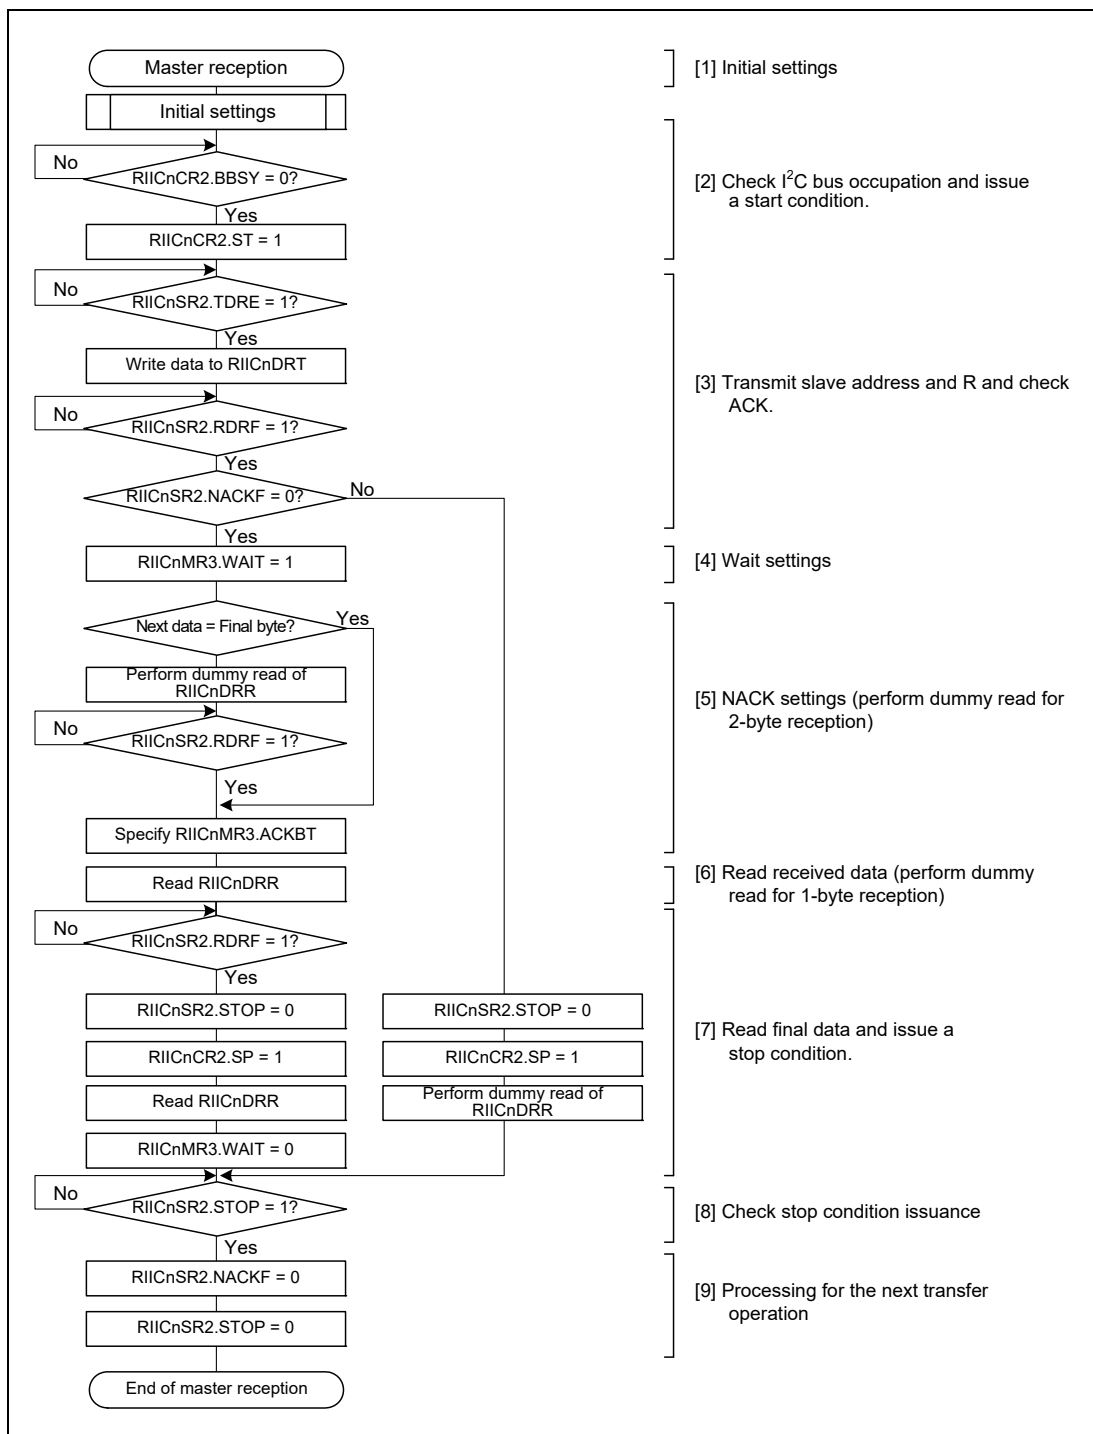 Master reception
[1] Initial settings
Initial settings
No
RIICnCR2.BBSY = 0?
[2] Check I²C bus occupation and issue
a start condition.
Yes
RIICnCR2.ST = 1
No
RIICnSR2.TDRE = 1?
Yes
Write data to RIICnDRT
[3] Transmit slave address and R and check
ACK.
No
RIICnSR2.RDRF = 1?
Yes
RIICnSR2.NACKF = 0?
No
Yes
RIICnMR3.WAIT = 1
[4] Wait settings
Next data = Final byte?
Yes
Perform dummy read of
RIICnDRR
[5] NACK settings (perform dummy read for
2-byte reception)
No
RIICnSR2.RDRF = 1?
Yes
Specify RIICnMR3.ACKBT
Read RIICnDRR
[6] Read received data (perform dummy
read for 1-byte reception)
No
RIICnSR2.RDRF = 1?
Yes
RIICnSR2.STOP = 0
RIICnSR2.STOP = 0
[7] Read final data and issue a
stop condition.
RIICnCR2.SP = 1
RIICnCR2.SP = 1
Read RIICnDRR
Perform dummy read of
RIICnDRR
RIICnMR3.WAIT = 0
No
RIICnSR2.STOP = 1?
[8] Check stop condition issuance
Yes
RIICnSR2.NACKF = 0
[9] Processing for the next transfer
operation
RIICnSR2.STOP = 0
End of master reception